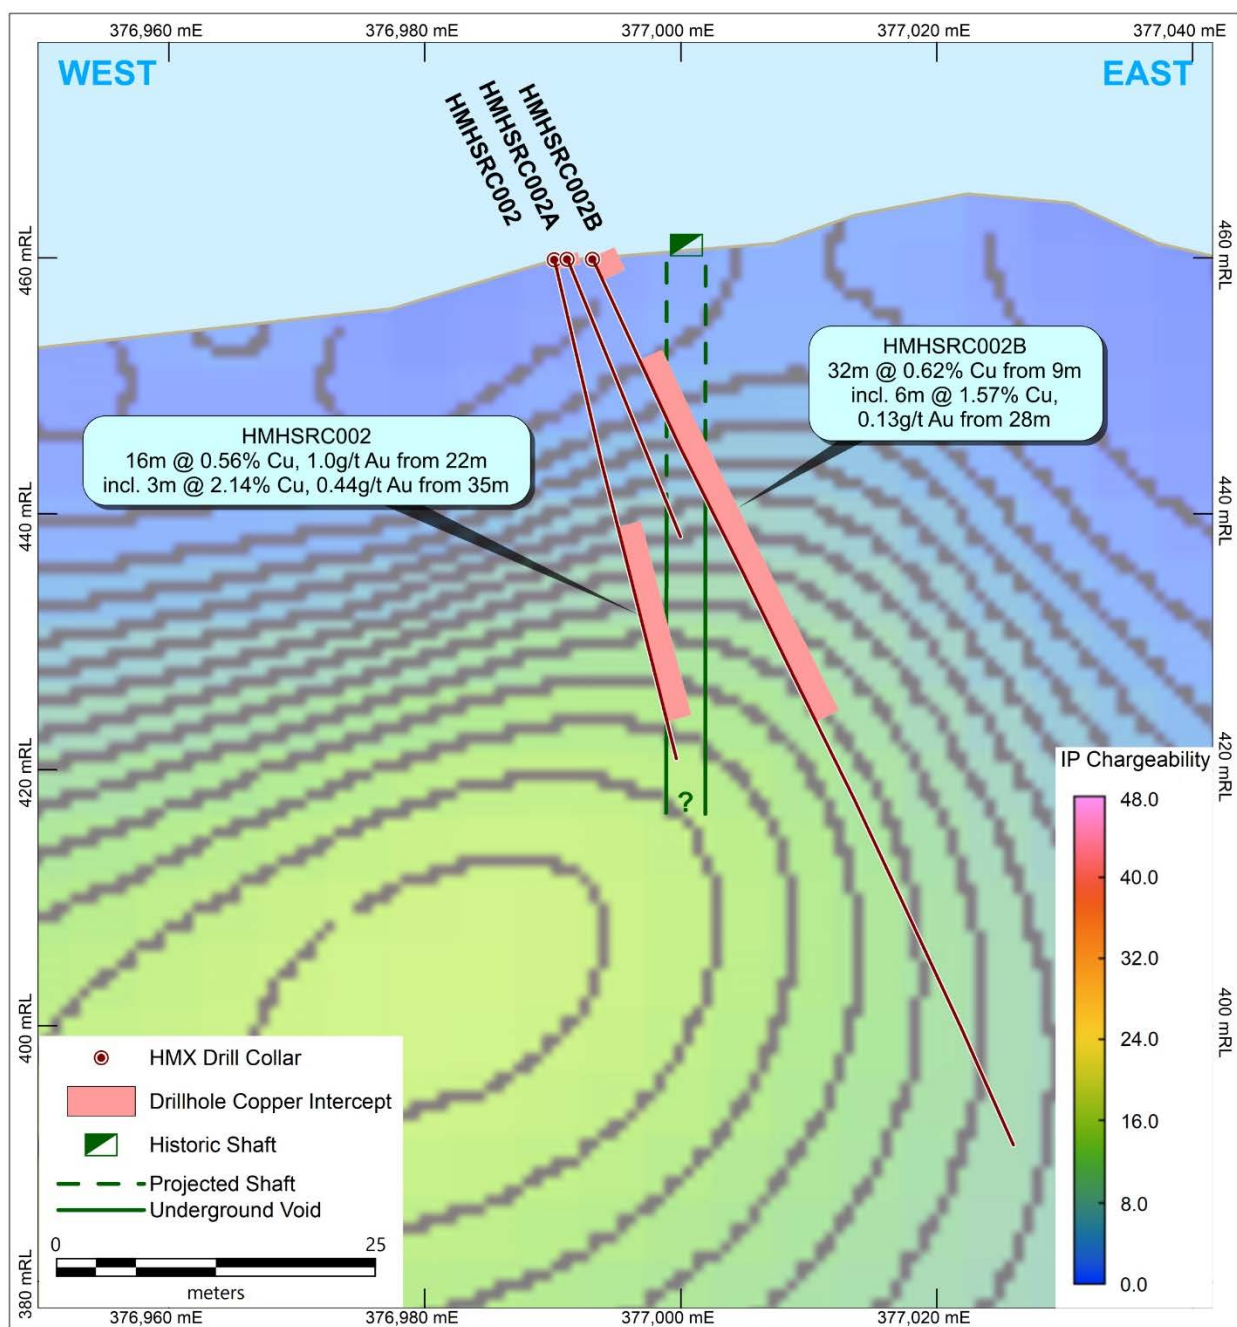 376,960 mE
376,980 mE
377,000 mE
377,020 mE
377,040 mE
WEST
EAST
HMHSRC002
HMHSRC002A
HMHSRC002B
460 mRL
460 mRL
HMHSRC002B
32m @ 0.62% Cu from 9m
incl. 6m @ 1.57% Cu,
0.13g/t Au from 28m
HMHSRC002
16m @ 0.56% Cu, 1.0g/t Au from 22m
incl. 3m @ 2.14% Cu, 0.44g/t Au from 35m
440 mRL
440 mRL
420 mRL
420 mRL
?
IP Chargeability
48.0
40.0
32.0
24.0
16.0
8.0
0.0
400 mRL
400 mRL
HMX Drill Collar
Drillhole Copper Intercept
Historic Shaft
Projected Shaft
Underground Void
0
25
meters
380 mRL
376,960 mE
376,980 mE
377,000 mE
377,020 mE